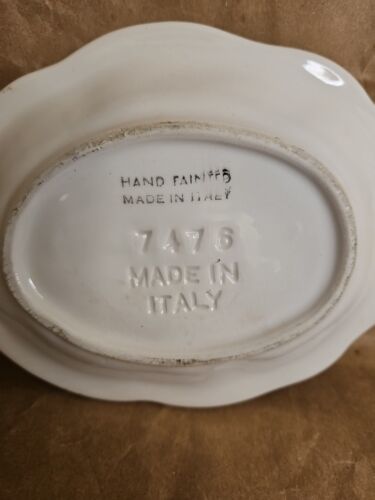 HAND PAINTED
MADE IN ITALY
7476
MADE IN
ITALY